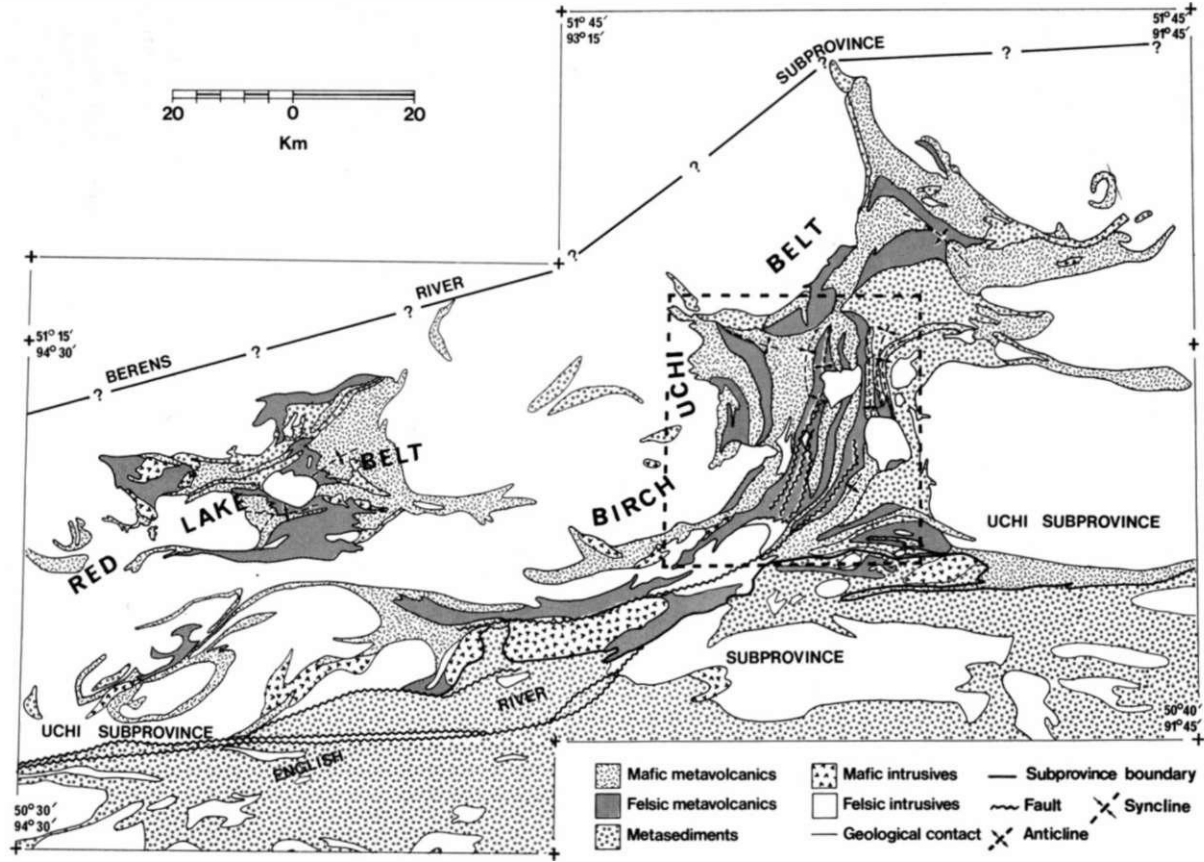 51° 45′
93° 15′
51° 45′
91° 45′
SUBPROVINCE
?
?
?
?
20 0 20
Km
?
RIVER
?
?
BERENS
?
51° 15′
94° 30′
BELT
UCHI
BIRCH
BELT
LAKE
RED
UCHI SUBPROVINCE
SUBPROVINCE
RIVER
ENGLISH
UCHI SUBPROVINCE
50° 40′
91° 45′
50° 30′
94° 30′
Mafic metavolcanics
Felsic metavolcanics
Metasediments
Mafic intrusives
Felsic intrusives
Geological contact
Subprovince boundary
Fault
Syncline
Anticline